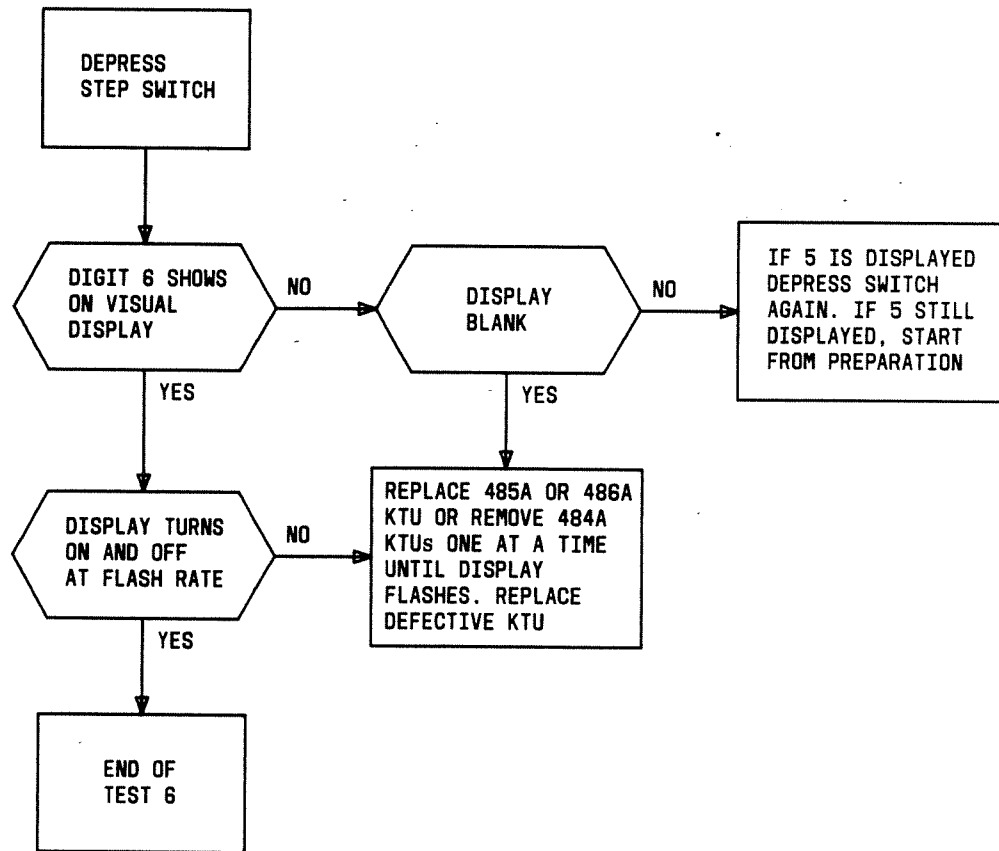 DEPRESS
STEP SWITCH
DIGIT 6 SHOWS
ON VISUAL
DISPLAY
NO
DISPLAY
BLANK
NO
IF 5 IS DISPLAYED
DEPRESS SWITCH
AGAIN. IF 5 STILL
DISPLAYED, START
FROM PREPARATION
YES
YES
DISPLAY TURNS
ON AND OFF
AT FLASH RATE
NO
REPLACE 485A OR 486A
KTU OR REMOVE 484A
KTUs ONE AT A TIME
UNTIL DISPLAY
FLASHES. REPLACE
DEFECTIVE KTU
YES
END OF
TEST 6